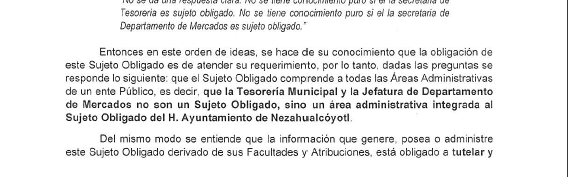 "No se da una respuesta clara. No se tiene conocimiento puro si el la secretaria de
Tesorería es sujeto obligado. No se tiene conocimiento puro si el la secretaria de
Departamento de Mercados es sujeto obligado."
Entonces en este orden de ideas, se hace de su conocimiento que la obligación de
este Sujeto Obligado es de atender su requerimiento, por lo tanto, dadas las preguntas se
responde lo siguiente: que el Sujeto Obligado comprende a todas las Áreas Administrativas
de un ente Público, es decir, que la Tesorería Municipal y la Jefatura de Departamento
de Mercados no son un Sujeto Obligado, sino un área administrativa integrada al
Sujeto Obligado del H. Ayuntamiento de Nezahualcóyotl.
Del mismo modo se entiende que la información que genere, posea o administre
este Sujeto Obligado derivado de sus Facultades y Atribuciones, está obligado a tutelar y